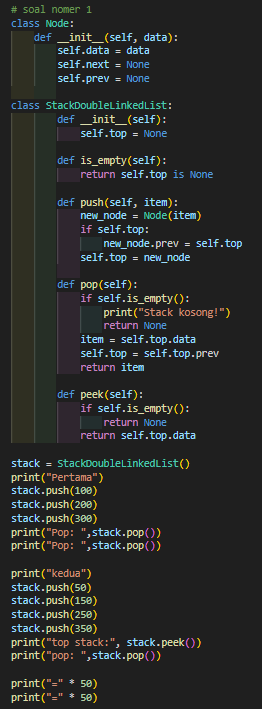 # soal nomer 1
class Node:
    def __init__(self, data):
        self.data = data
        self.next = None
        self.prev = None

class StackDoubleLinkedList:
        def __init__(self):
            self.top = None

        def is_empty(self):
            return self.top is None

        def push(self, item):
            new_node = Node(item)
            if self.top:
                new_node.prev = self.top
            self.top = new_node

        def pop(self):
            if self.is_empty():
                print("Stack kosong!")
                return None
            item = self.top.data
            self.top = self.top.prev
            return item

        def peek(self):
            if self.is_empty():
                return None
            return self.top.data

stack = StackDoubleLinkedList()
print("Pertama")
stack.push(100)
stack.push(200)
stack.push(300)
print("Pop: ",stack.pop())
print("Pop: ",stack.pop())

print("kedua")
stack.push(50)
stack.push(150)
stack.push(250)
stack.push(350)
print("top stack:", stack.peek())
print("pop: ",stack.pop())

print("=" * 50)
print("=" * 50)